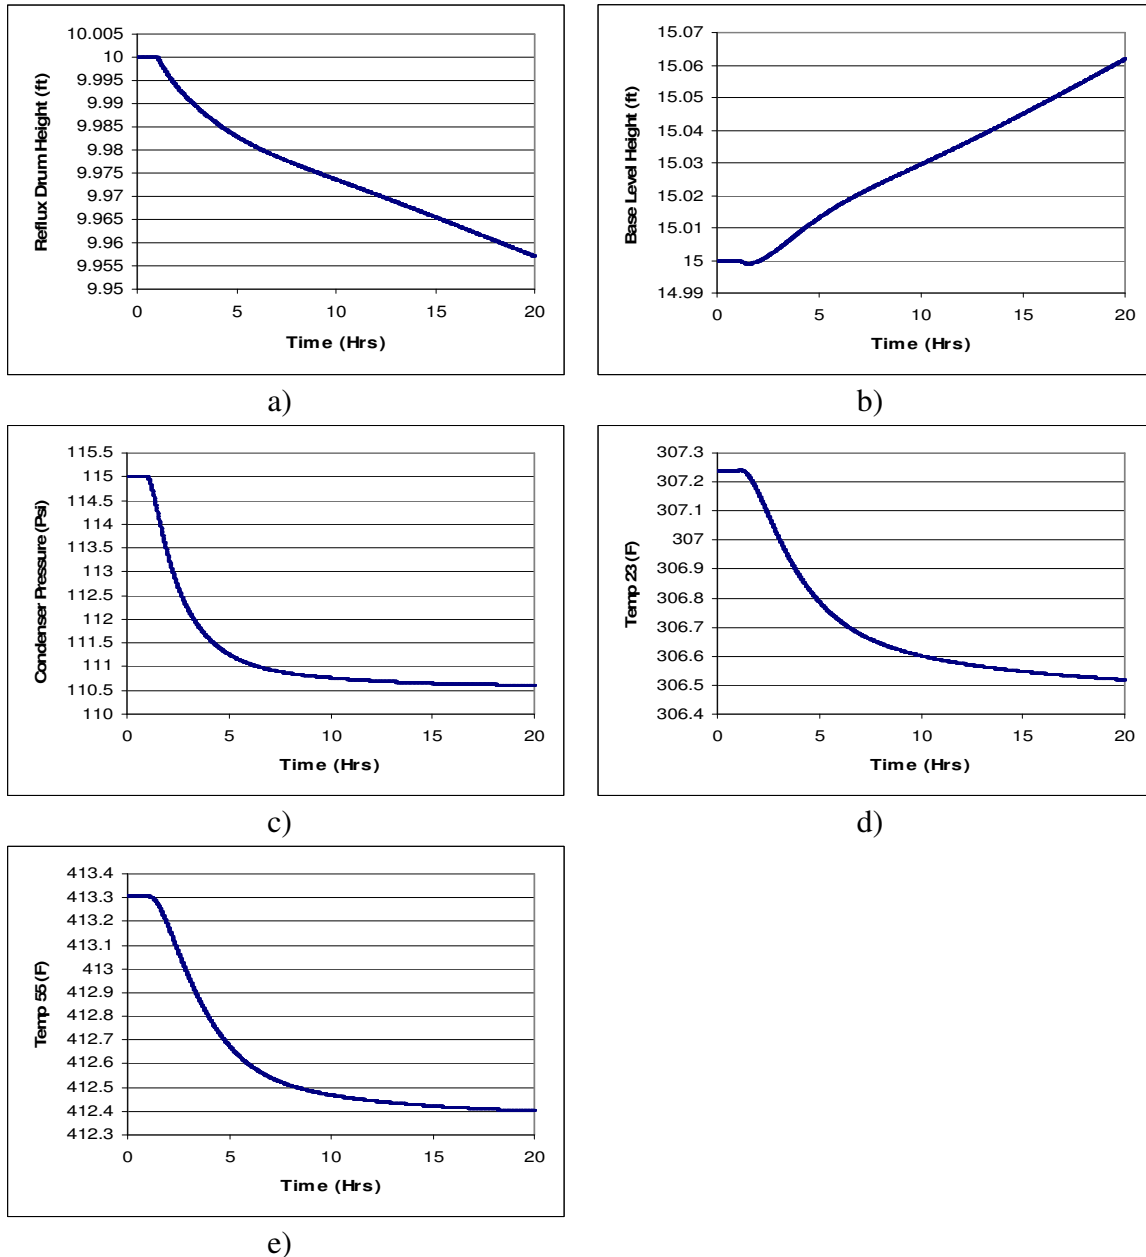 10.005
10
9.995
9.99
9.985
9.98
9.975
9.97
9.965
9.96
9.955
9.95
Reflux Drum Height (ft)
0 5 10 15 20
Time (Hrs)
a)
15.07
15.06
15.05
15.04
15.03
15.02
15.01
15
14.99
Base Level Height (ft)
0 5 10 15 20
Time (Hrs)
b)
115.5
115
114.5
114
113.5
113
112.5
112
111.5
111
110.5
110
Condenser Pressure (Psi)
0 5 10 15 20
Time (Hrs)
c)
307.3
307.2
307.1
307
306.9
306.8
306.7
306.6
306.5
306.4
Temp 23 (F)
0 5 10 15 20
Time (Hrs)
d)
413.4
413.3
413.2
413.1
413
412.9
412.8
412.7
412.6
412.5
412.4
412.3
Temp 55 (F)
0 5 10 15 20
Time (Hrs)
e)